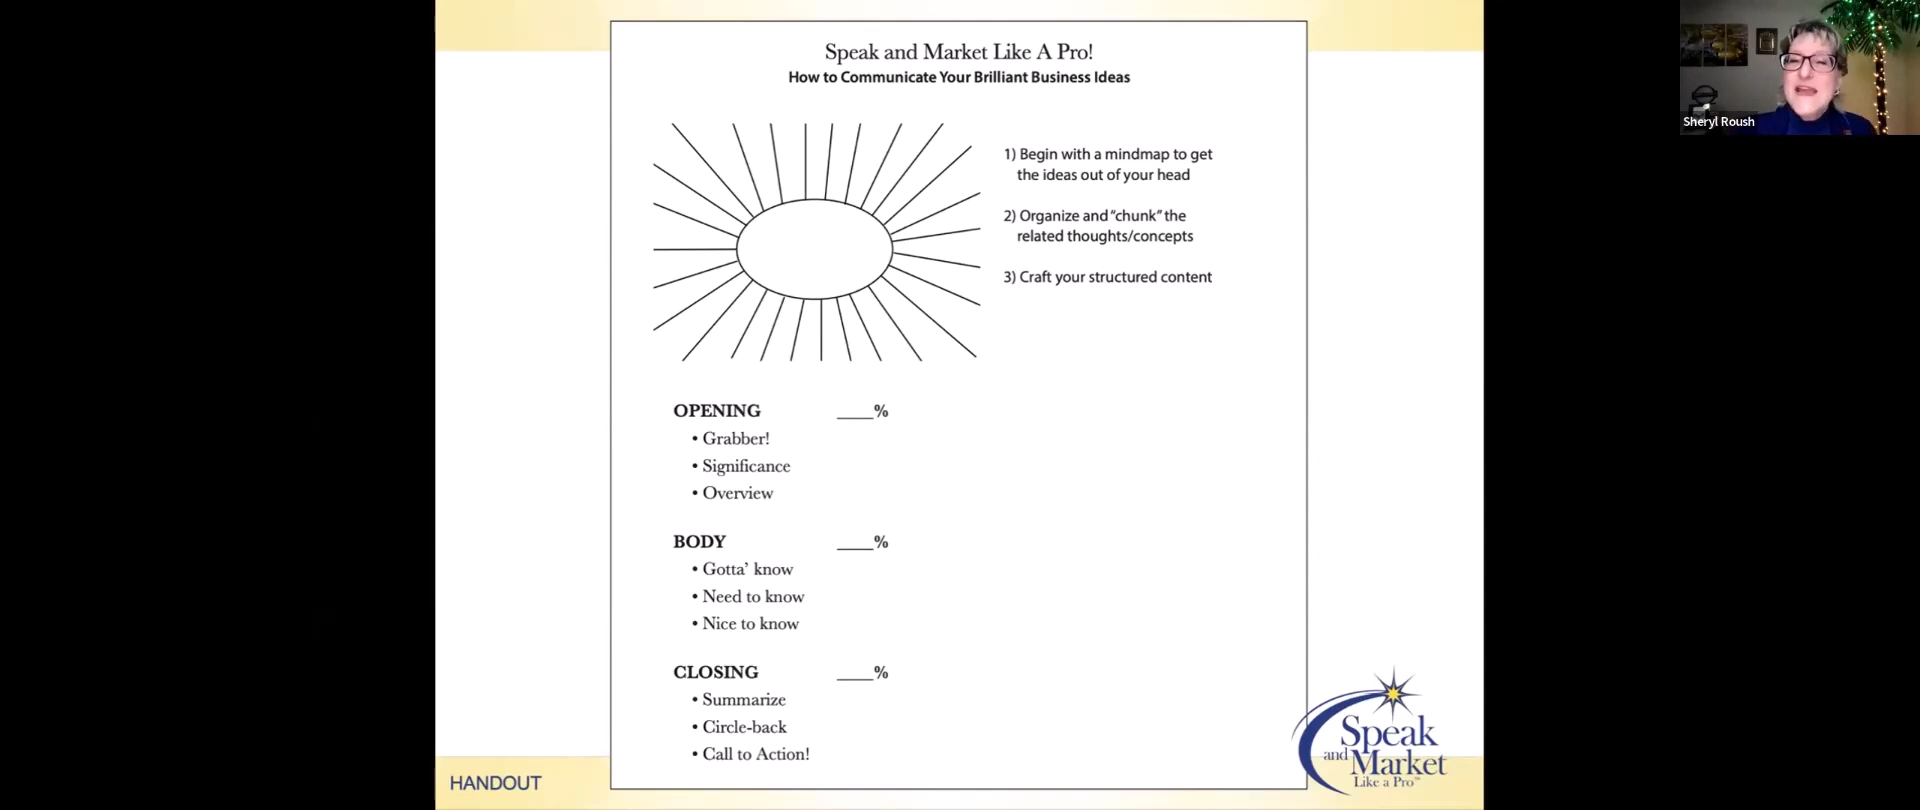 Speak and Market Like A Pro!
How to Communicate Your Brilliant Business Ideas
1) Begin with a mindmap to get
the ideas out of your head
2) Organize and “chunk” the
related thoughts/concepts
3) Craft your structured content
OPENING ____%
• Grabber!
• Significance
• Overview
BODY ____%
• Gotta’ know
• Need to know
• Nice to know
CLOSING ____%
• Summarize
• Circle-back
• Call to Action!
HANDOUT
Speak
and Market
Like a Pro™
Sheryl Roush